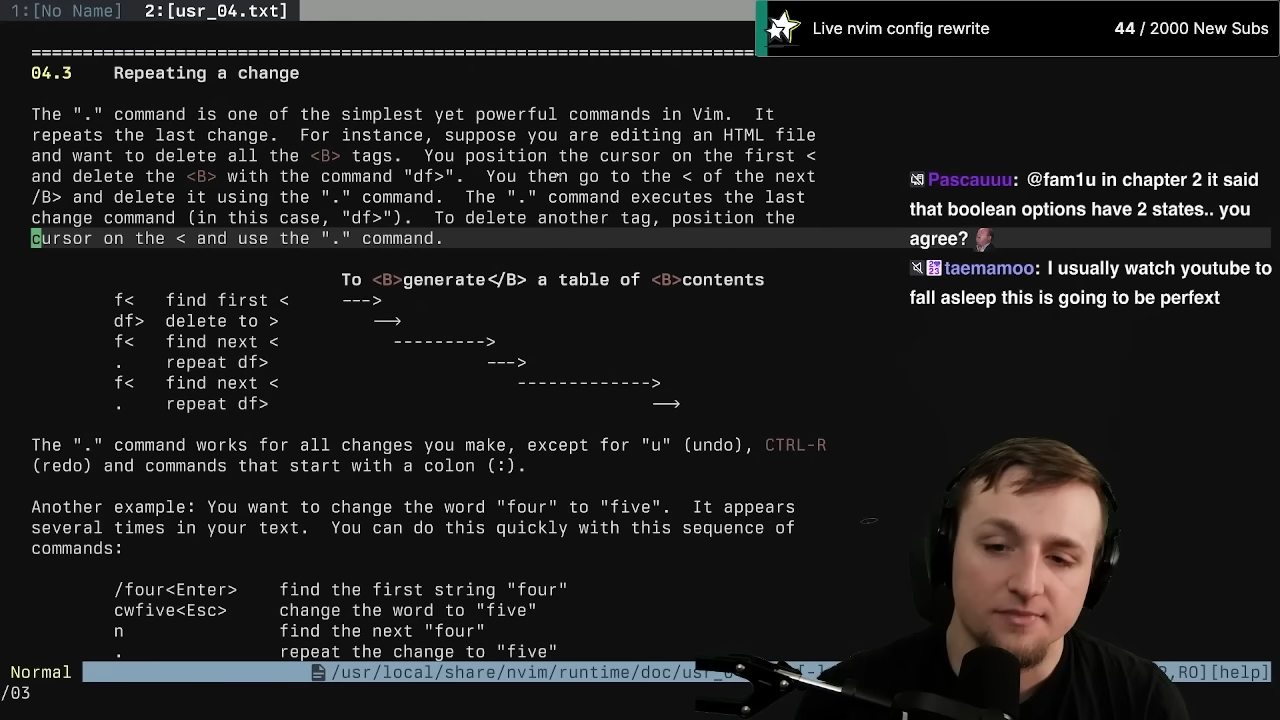 1:[No Name]  2:[usr_04.txt]
Live nvim config rewrite
44 / 2000 New Subs
==============================================================================
04.3    Repeating a change
The "." command is one of the simplest yet powerful commands in Vim.  It
repeats the last change.  For instance, suppose you are editing an HTML file
and want to delete all the <B> tags.  You position the cursor on the first <
and delete the <B> with the command "df>".  You then go to the < of the next
/B> and delete it using the "." command.  The "." command executes the last
change command (in this case, "df>").  To delete another tag, position the
cursor on the < and use the "." command.
To <B>generate</B> a table of <B>contents
f<   find first <     --->
df>  delete to >         -->
f<   find next <           --------->
.    repeat df>                     --->
f<   find next <                       ------------->
.    repeat df>                                     -->
The "." command works for all changes you make, except for "u" (undo), CTRL-R
(redo) and commands that start with a colon (:).
Another example: You want to change the word "four" to "five".  It appears
several times in your text.  You can do this quickly with this sequence of
commands:
/four<Enter>    find the first string "four"
cwfive<Esc>     change the word to "five"
n               find the next "four"
.               repeat the change to "five"
Normal
/usr/local/share/nvim/runtime/doc/usr_0
[-]
,RO][help]
/03
Pascauuu: @fam1u in chapter 2 it said
that boolean options have 2 states.. you
agree?
taemamoo: I usually watch youtube to
fall asleep this is going to be perfext